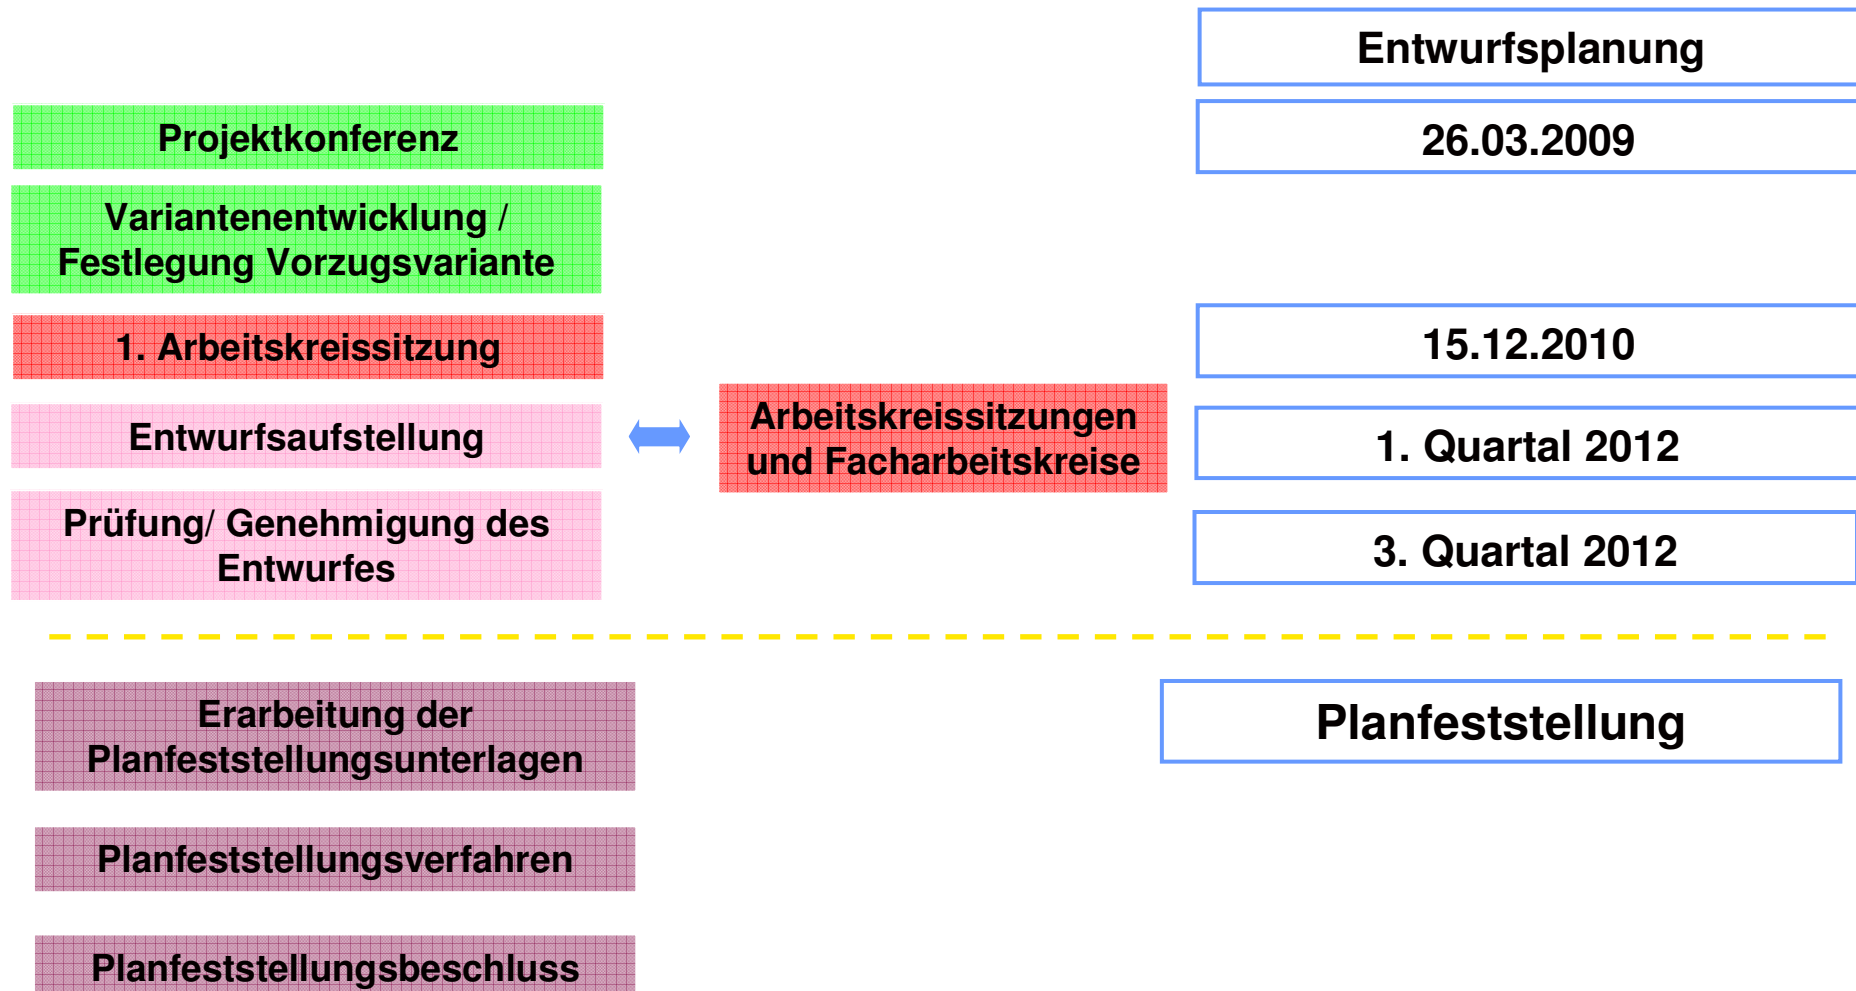 Entwurfsplanung
Projektkonferenz
26.03.2009
Variantenentwicklung /
Festlegung Vorzugsvariante
1. Arbeitskreissitzung
15.12.2010
Entwurfsaufstellung
Arbeitskreissitzungen
und Facharbeitskreise
1. Quartal 2012
Prüfung/ Genehmigung des
Entwurfes
3. Quartal 2012
Erarbeitung der
Planfeststellungsunterlagen
Planfeststellung
Planfeststellungsverfahren
Planfeststellungsbeschluss